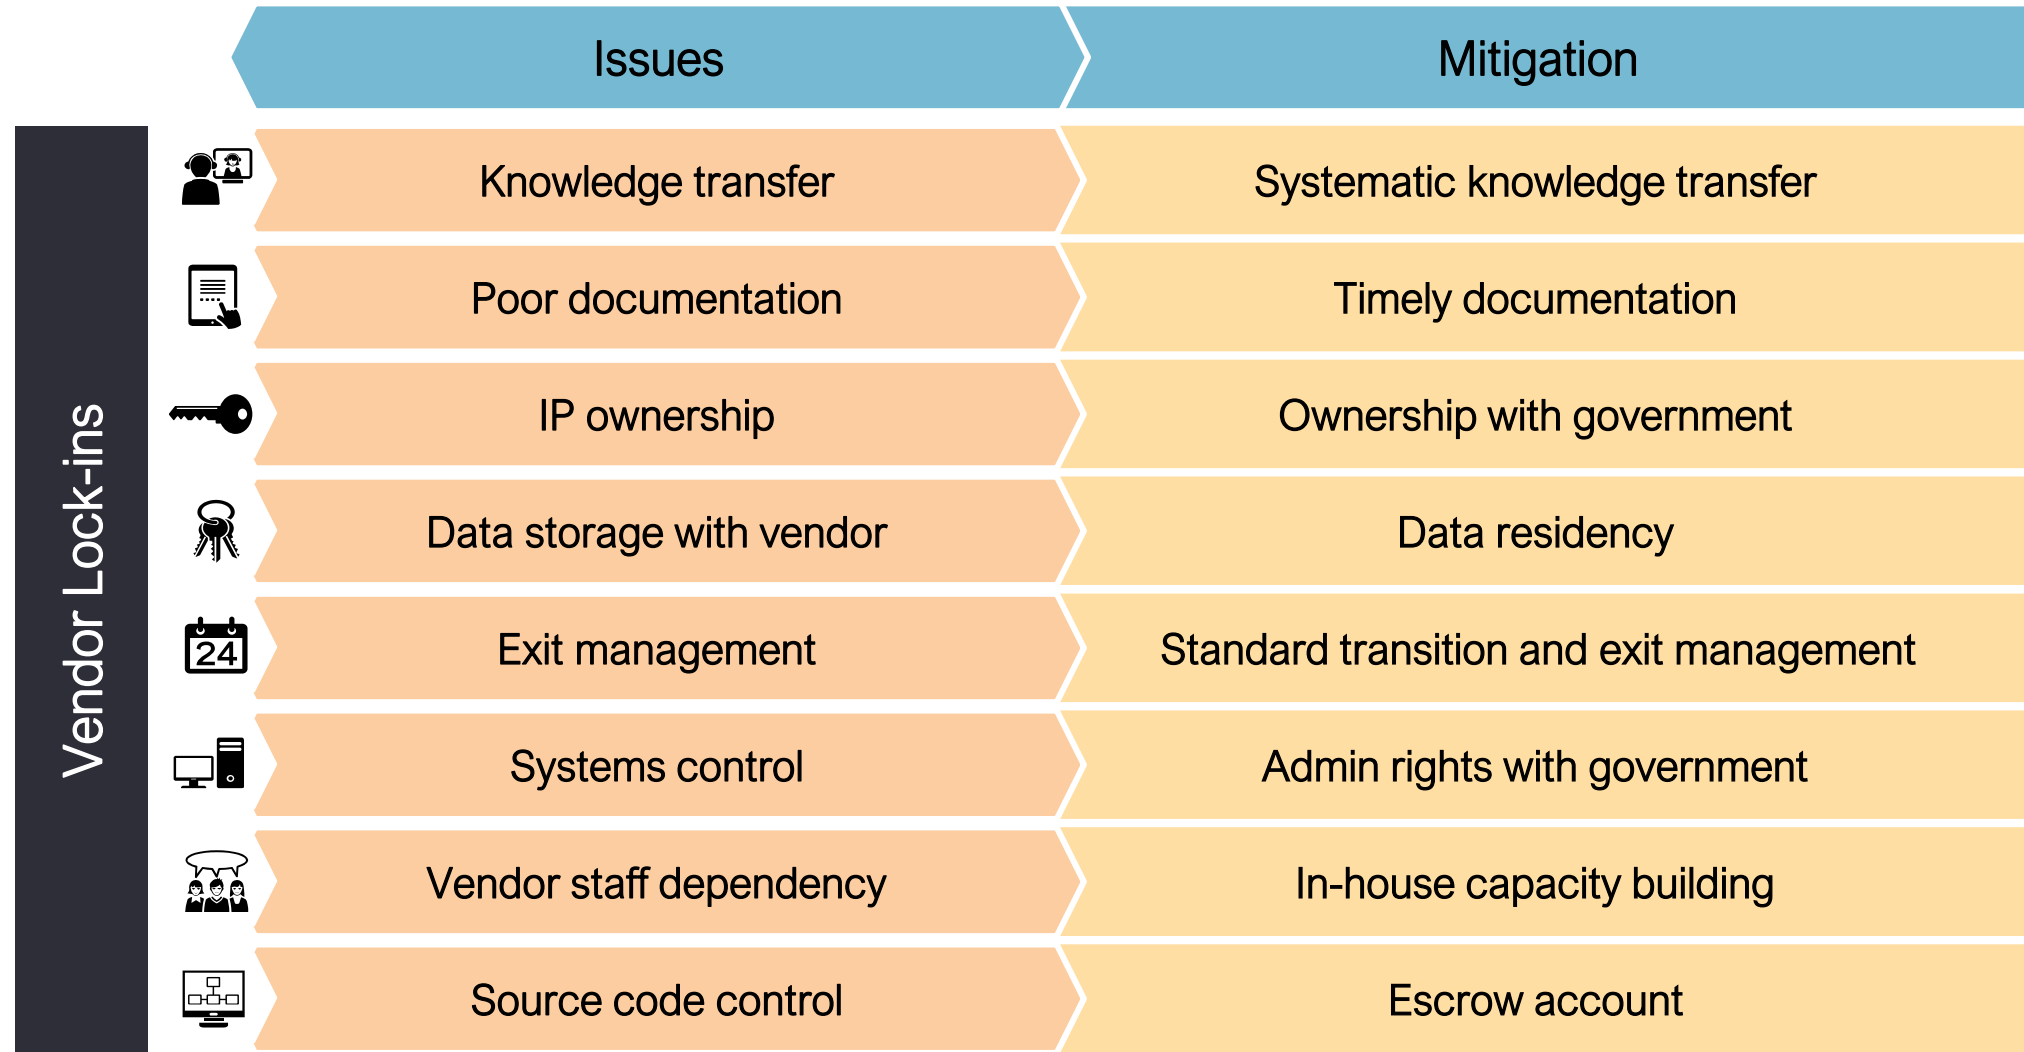 Issues
Mitigation
Vendor Lock-ins
Knowledge transfer
Systematic knowledge transfer
Poor documentation
Timely documentation
IP ownership
Ownership with government
Data storage with vendor
Data residency
24
Exit management
Standard transition and exit management
Systems control
Admin rights with government
Vendor staff dependency
In-house capacity building
Source code control
Escrow account